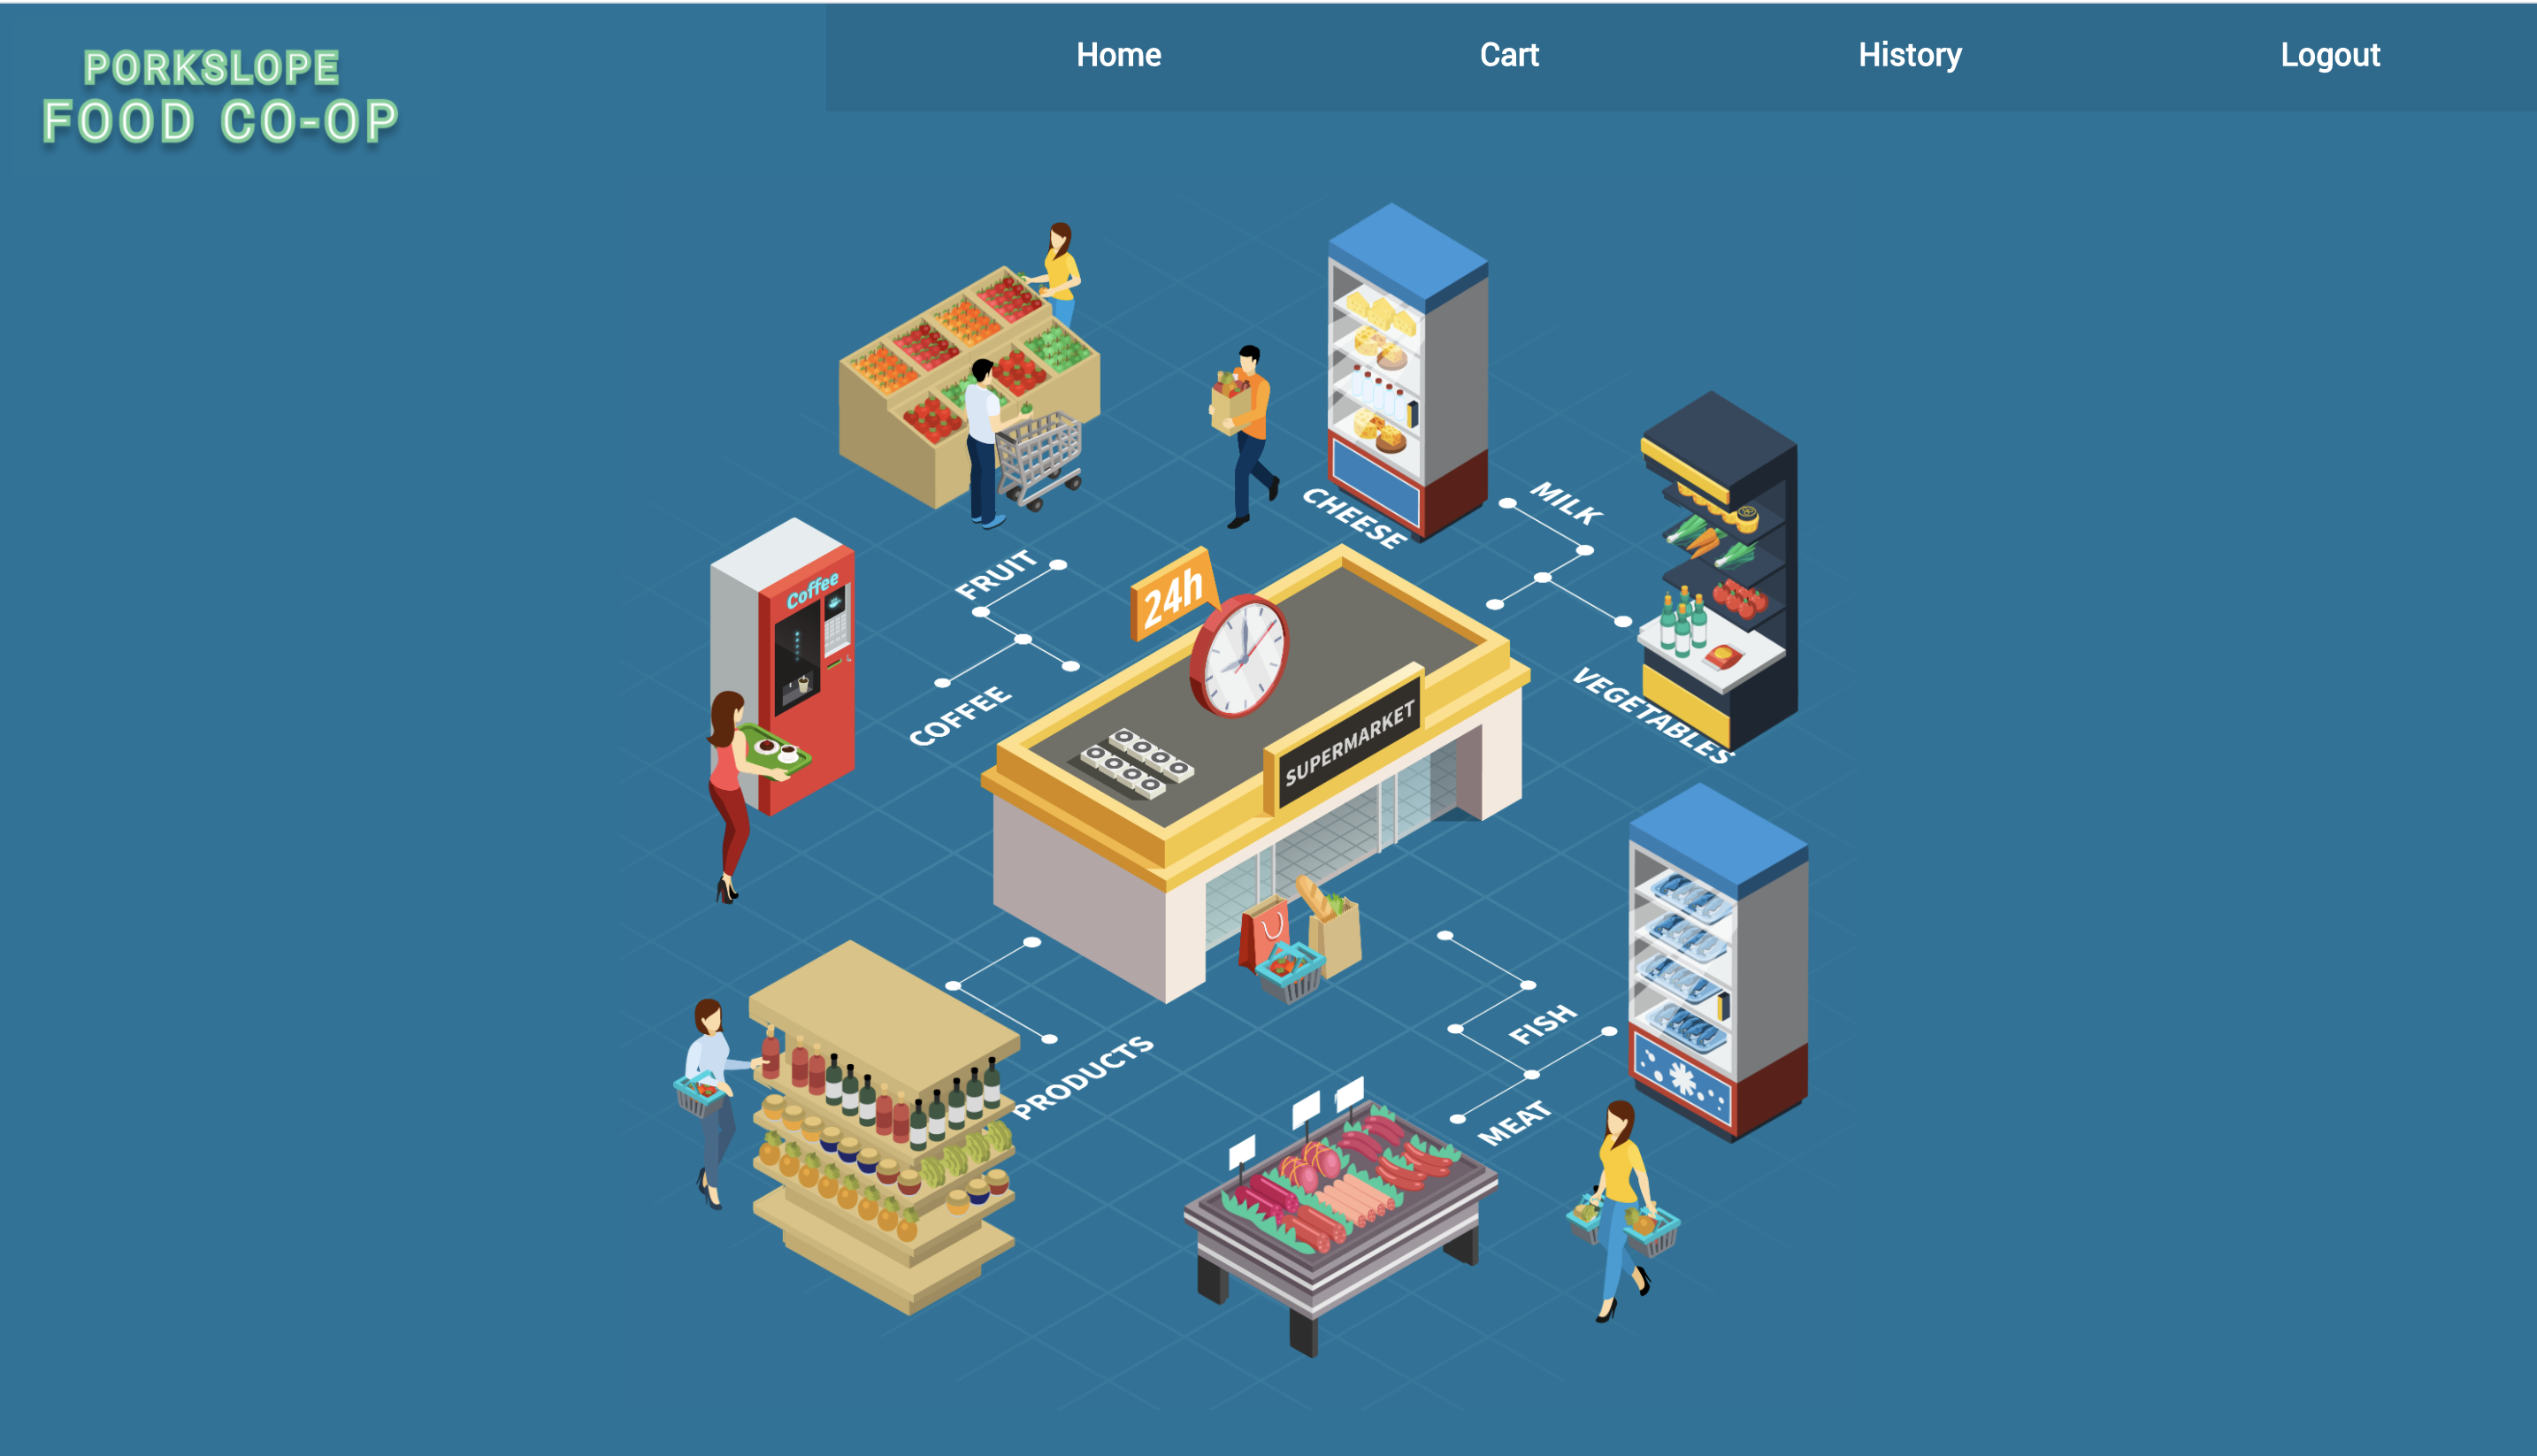 PORKSLOPE
FOOD CO-OP
Home
Cart
History
Logout
CHEESE
MILK
FRUIT
24h
Coffee
COFFEE
SUPERMARKET
VEGETABLES
FISH
PRODUCTS
MEAT